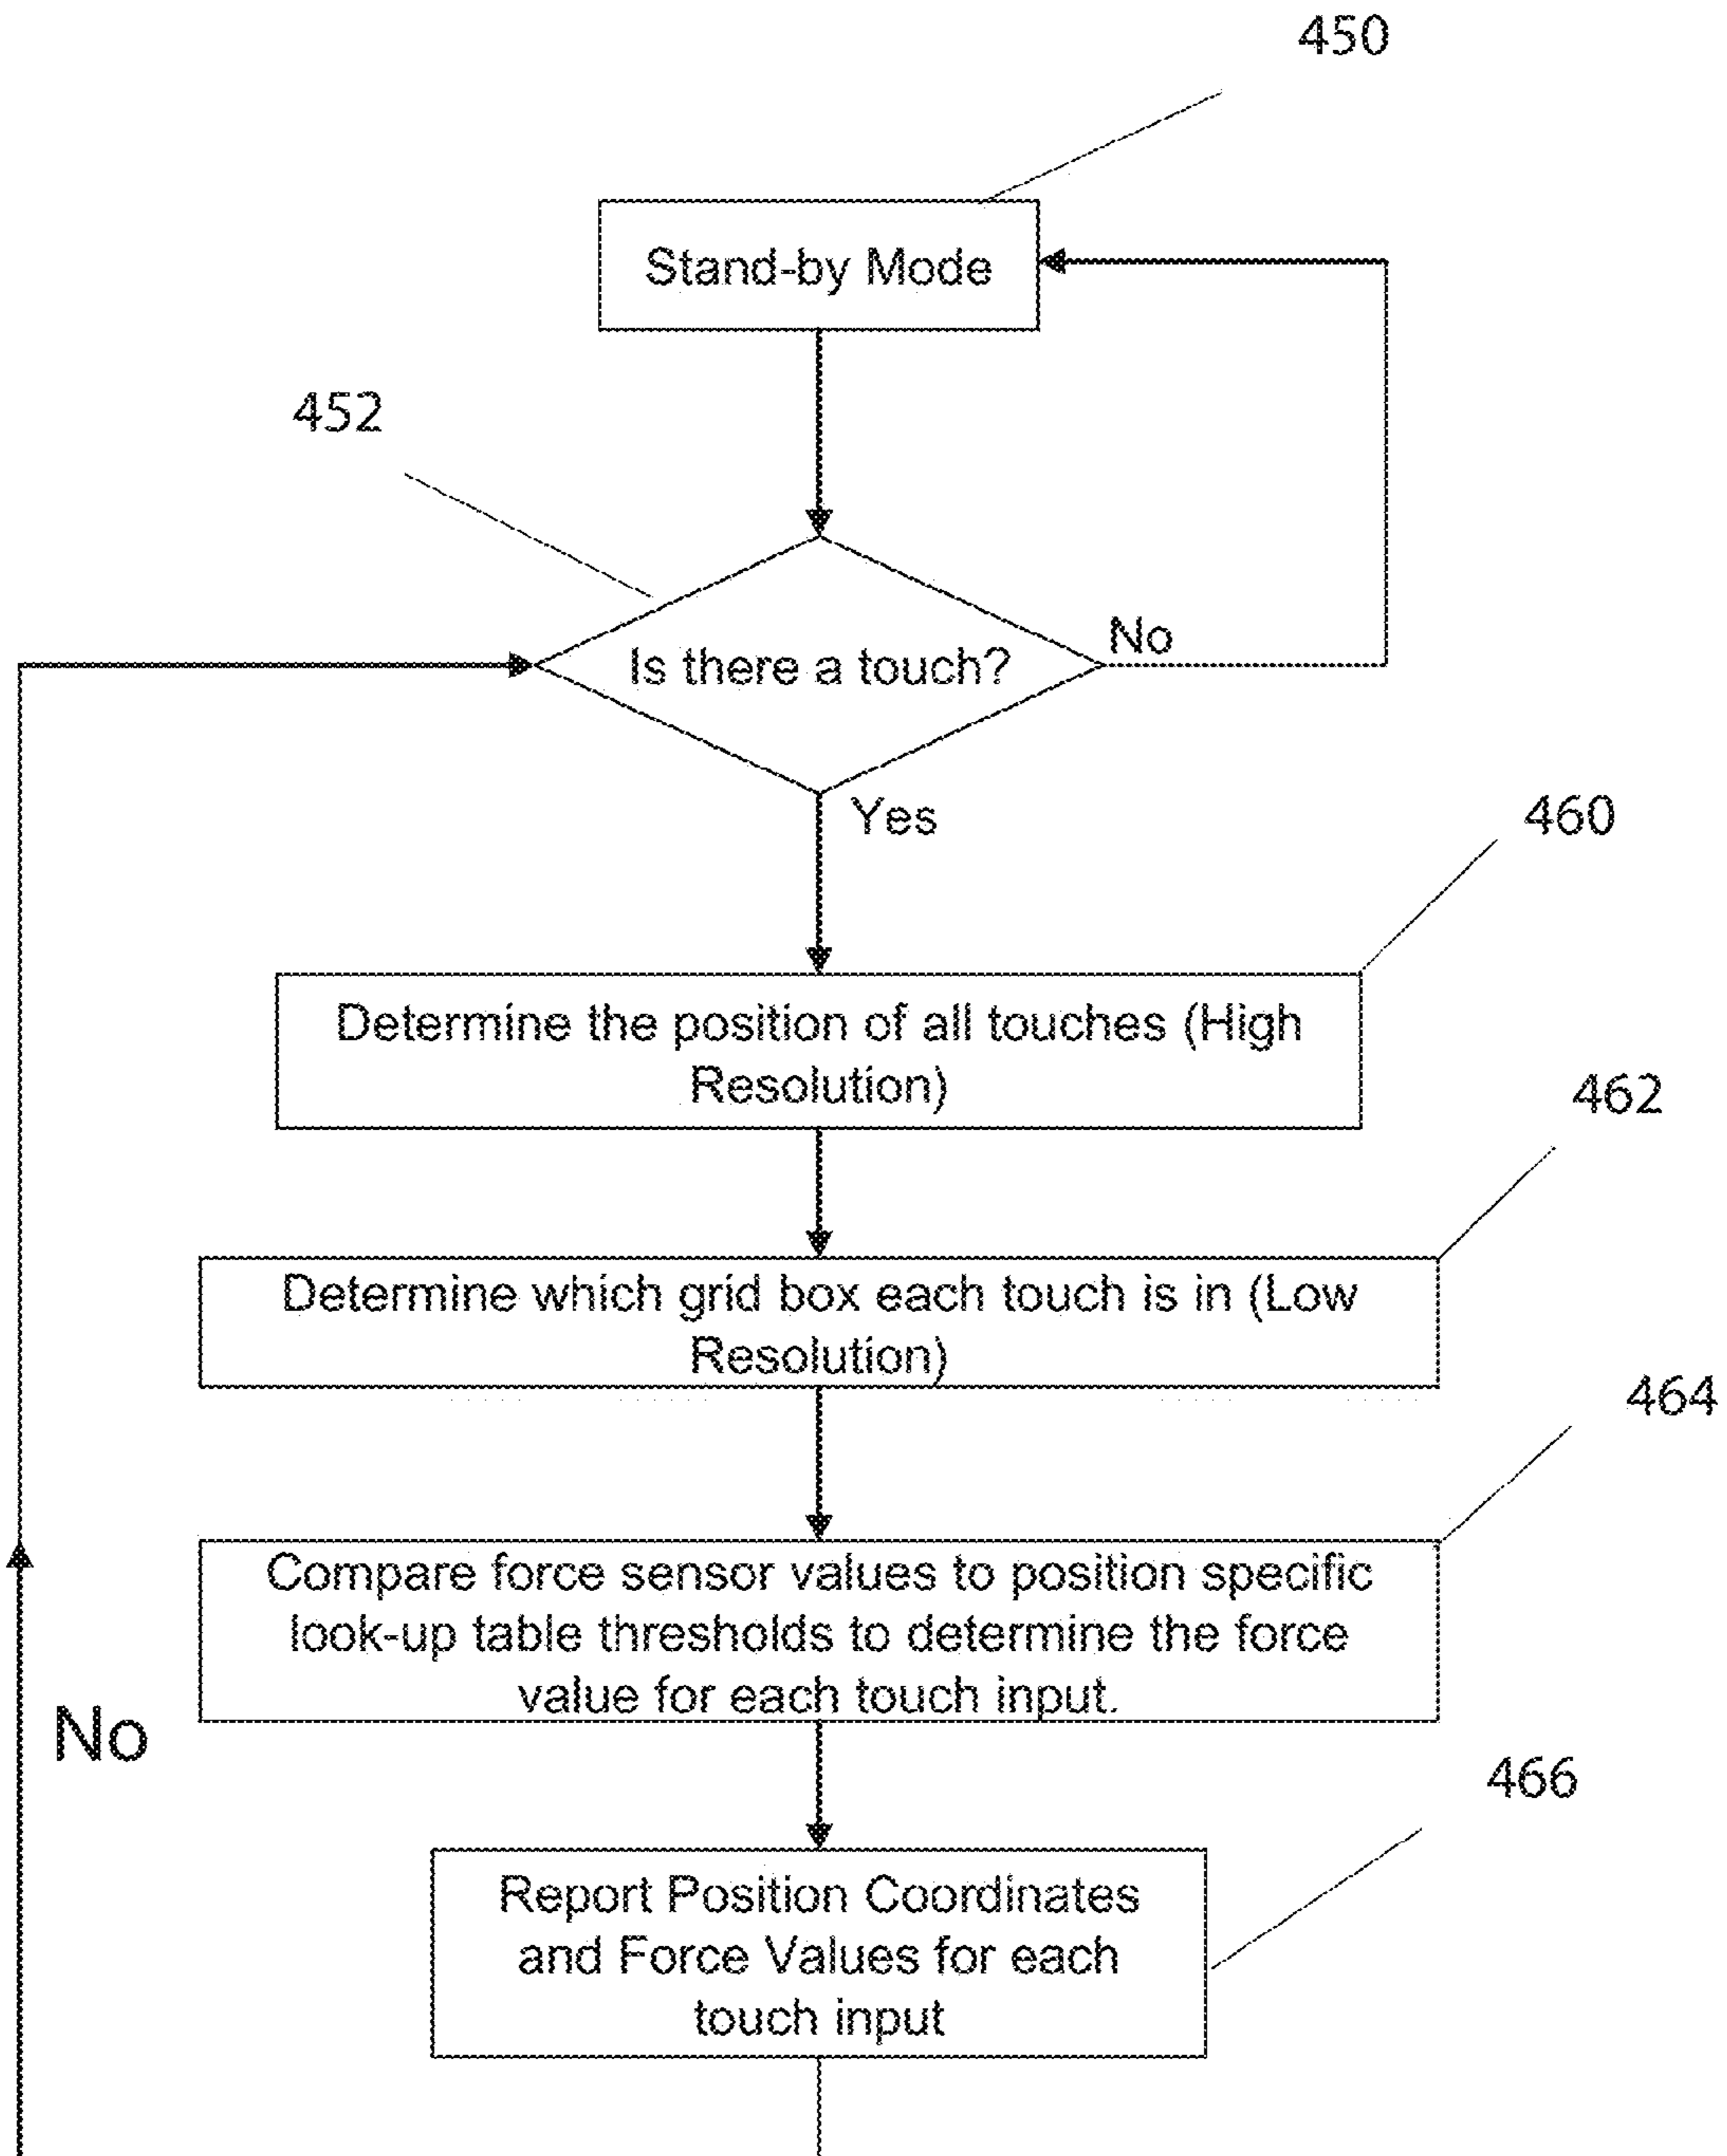 450
Stand-by Mode
452
Is there a touch?
No
Yes
460
Determine the position of all touches (High
Resolution)
462
Determine which grid box each touch is in (Low
Resolution)
464
Compare force sensor values to position specific
look-up table thresholds to determine the force
value for each touch input.
No
466
Report Position Coordinates
and Force Values for each
touch input